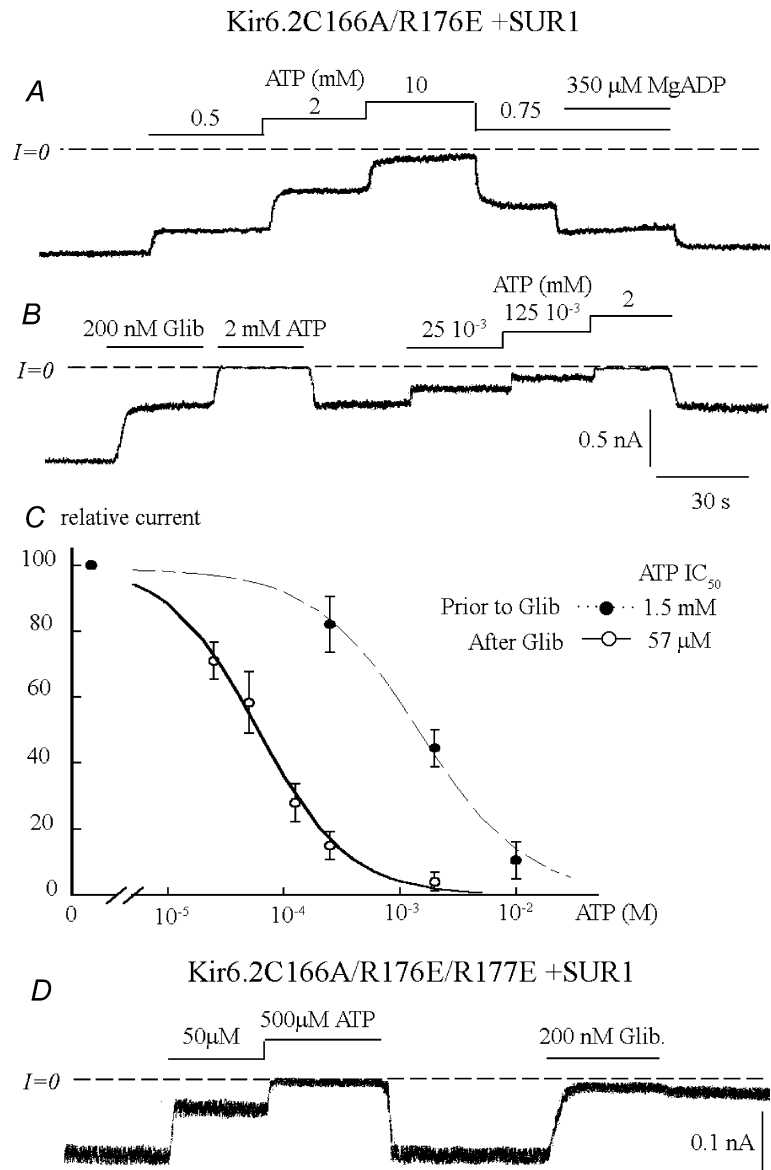 Kir6.2C166A/R176E +SUR1
A
ATP (mM)
0.5 2 10 0.75 350 μM MgADP
I=0
B
ATP (mM)
200 nM Glib 2 mM ATP 25 10⁻³ 125 10⁻³ 2
I=0
0.5 nA
30 s
C relative current
100
80
60
40
20
0
0 10⁻⁵ 10⁻⁴ 10⁻³ 10⁻² ATP (M)
ATP IC₅₀
Prior to Glib 1.5 mM
After Glib 57 μM
Kir6.2C166A/R176E/R177E +SUR1
D
50μM 500μM ATP 200 nM Glib.
I=0
0.1 nA